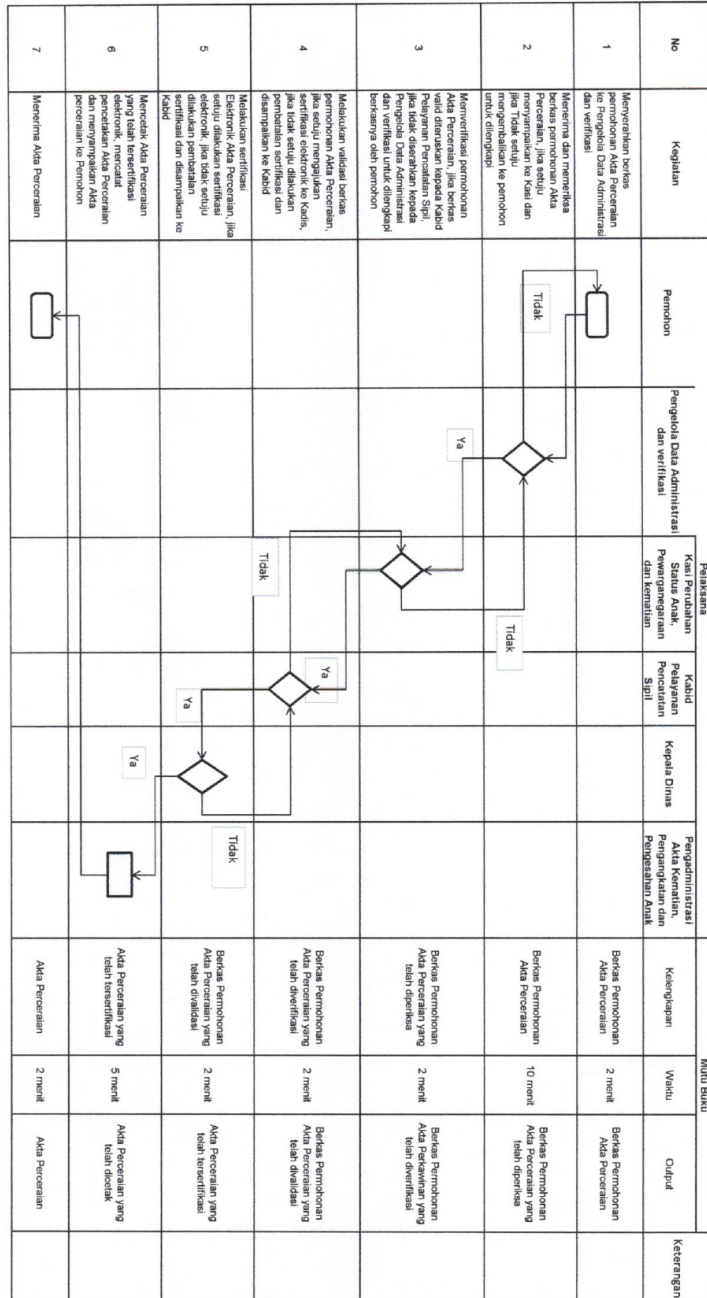 No
Kegiatan
Pelaksana
Pemohon
Pengelola Data Administrasi
dan verifikasi
Kasi Perubahan
Status Anak,
Pewarganegaraan
dan kematian
Kabid
Pelayanan
Pencatatan
Sipil
Kepala Dinas
Pengadministrasi
Akta Kematian,
Pengangkatan dan
Pengesahan Anak
Mutu Buku
Kelengkapan
Waktu
Output
Keterangan
1
Menyerahkan berkas
permohonan Akta Perceraian
ke Pengelola Data Administrasi
dan verifikasi
Berkas Permohonan
Akta Perceraian
2 menit
Berkas Permohonan
Akta Perceraian
2
Menerima dan memeriksa
berkas permohonan Akta
Perceraian, jika setuju
menyampaikan ke Kasi dan
jika Tidak setuju
mengembalikan ke pemohon
untuk dilengkapi
Tidak
Ya
Tidak
Berkas Permohonan
Akta Perceraian
10 menit
Berkas Permohonan
Akta Perceraian yang
telah diperiksa
3
Memverifikasi permohonan
Akta Perceraian, jika berkas
valid diteruskan kepada Kabid
Pelayanan Pencatatan Sipil,
jika tidak diserahkan kepada
Pengelola Data Administrasi
dan verifikasi untuk dilengkapi
berkasnya oleh pemohon
Berkas Permohonan
Akta Perceraian yang
telah diperiksa
2 menit
Berkas Permohonan
Akta Perkawinan yang
telah diverifikasi
4
Melakukan validasi berkas
permohonan Akta Perceraian,
jika setuju mengajukan
sertifikasi elektronik ke Kadis,
jika tidak setuju dilakukan
pembatalan sertifikasi dan
disampaikan ke Kabid
Tidak
Ya
Berkas Permohonan
Akta Perceraian yang
telah diverifikasi
2 menit
Berkas Permohonan
Akta Perceraian yang
telah divalidasi
5
Melakukan sertifikasi
Elektronik Akta Perceraian, jika
setuju dilakukan sertifikasi
elektronik, jika tidak setuju
dilakukan pembatalan
sertifikasi dan disampaikan ke
Kabid
Ya
Tidak
Berkas Permohonan
Akta Perceraian yang
telah divalidasi
2 menit
Berkas Permohonan
Akta Perceraian yang
telah tersertifikasi
6
Mencetak Akta Perceraian
yang telah tersertifikasi
elektronik, mencatat
pencetakan Akta Perceraian
dan menyampaikan Akta
perceraian ke Pemohon
Ya
Akta Perceraian yang
telah tersertifikasi
5 menit
Akta Perceraian yang
telah dicetak
7
Menerima Akta Perceraian
Akta Perceraian
2 menit
Akta Perceraian